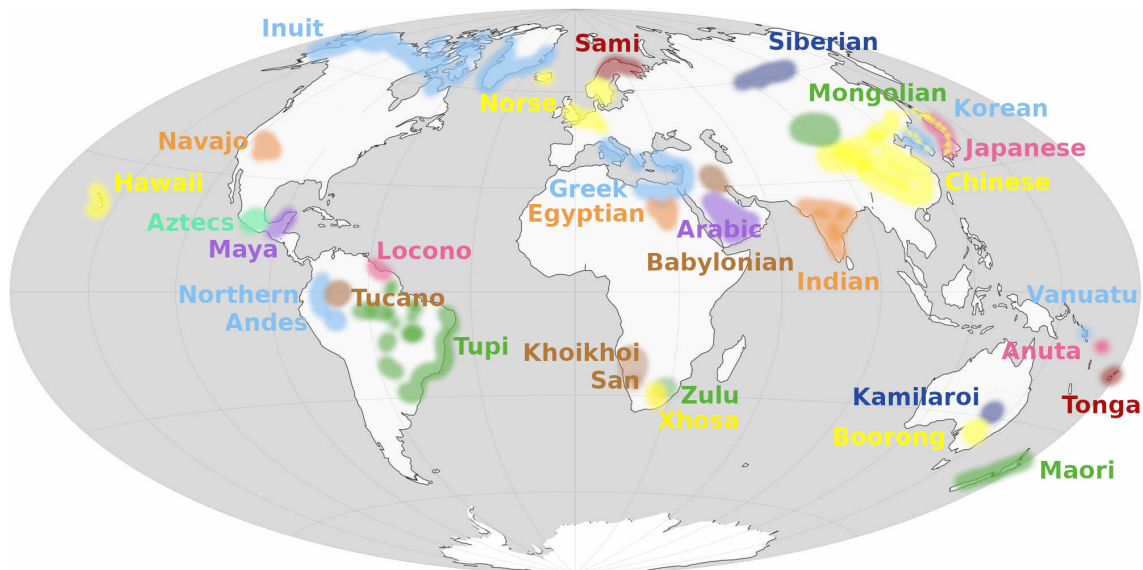 Inuit
Sami
Siberian
Norse
Mongolian
Korean
Navajo
Japanese
Hawaii
Greek
Chinese
Aztecs
Egyptian
Maya
Arabic
Locono
Babylonian
Indian
Northern
Andes
Tucano
Vanuatu
Tupi
Khoikhoi
San
Anuta
Zulu
Xhosa
Kamilaroi
Tonga
Boorong
Maori